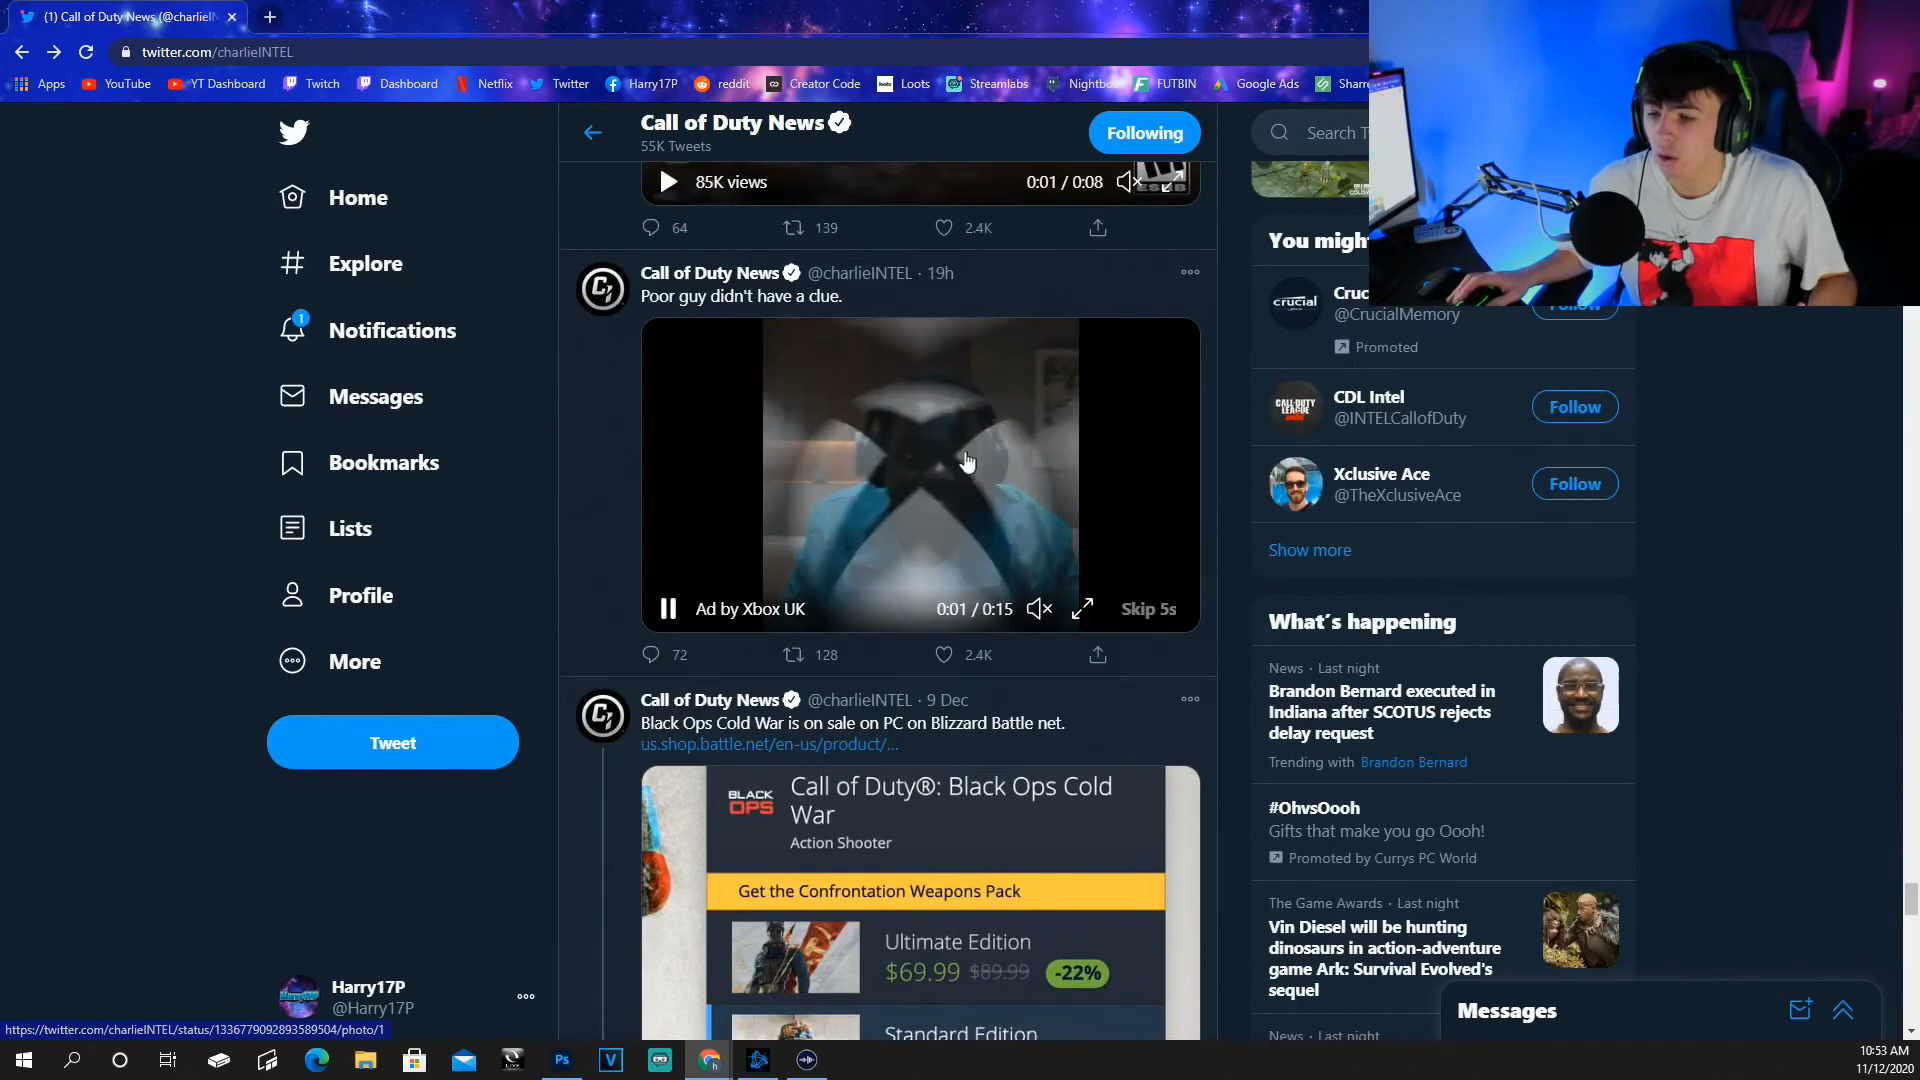 (1) Call of Duty News (@charlieIN
twitter.com/charlieINTEL
Apps YouTube YT Dashboard Twitch Dashboard Netflix Twitter Harry17P reddit Creator Code Loots Streamlabs FUTBIN Google Ads
Call of Duty News
55K Tweets
Following
85K views 0:01 / 0:08
64 139 2.4K
Home
Explore
1
Notifications
Messages
Bookmarks
Lists
Profile
More
Tweet
Harry17P
@Harry17P
Call of Duty News @charlieINTEL · 19h
Poor guy didn't have a clue.
Ad by Xbox UK 0:01 / 0:15 Skip 5s
72 128 2.4K
Call of Duty News @charlieINTEL · 9 Dec
Black Ops Cold War is on sale on PC on Blizzard Battle net.
us.shop.battle.net/en-us/product/...
BLACK OPS
Call of Duty®: Black Ops Cold
War
Action Shooter
Get the Confrontation Weapons Pack
Ultimate Edition
$69.99 $89.99 -22%
Standard Edition
Search T
You migh
crucial
Cruc
@CrucialMemory
Promoted
CDL Intel
@INTELCallofDuty
Follow
Xclusive Ace
@TheXclusiveAce
Follow
Show more
What's happening
News · Last night
Brandon Bernard executed in
Indiana after SCOTUS rejects
delay request
Trending with Brandon Bernard
#OhvsOooh
Gifts that make you go Oooh!
Promoted by Currys PC World
The Game Awards · Last night
Vin Diesel will be hunting
dinosaurs in action-adventure
game Ark: Survival Evolved's
sequel
News · Last night
Messages
https://twitter.com/charlieINTEL/status/1336779092893589504/photo/1
10:53 AM
11/12/2020